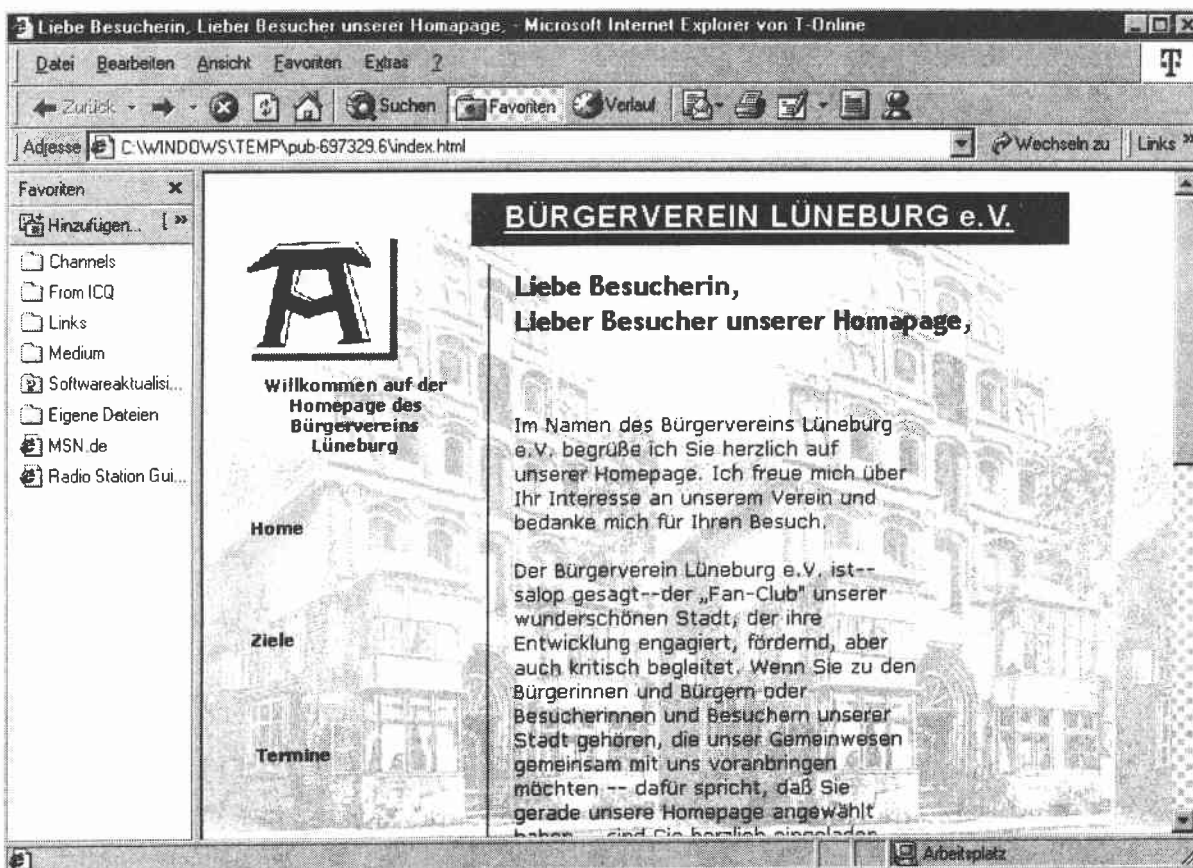 Liebe Besucherin, Lieber Besucher unserer Homapage, - Microsoft Internet Explorer von T-Online
Datei Bearbeiten Ansicht Favoriten Extras ?
T
Zurück Suchen Favoriten Verlauf
Adresse C:\WINDOWS\TEMP\pub-697329.6\index.html Wechseln zu Links »
Favoriten
Hinzufügen... »
Channels
From ICQ
Links
Medium
Softwareaktualisi...
Eigene Dateien
MSN.de
Radio Station Gui...
Willkommen auf der
Homepage des
Bürgervereins
Lüneburg
Home
Ziele
Termine
BÜRGERVEREIN LÜNEBURG e.V.
Liebe Besucherin,
Lieber Besucher unserer Homapage,
Im Namen des Bürgervereins Lüneburg
e.V. begrüße ich Sie herzlich auf
unserer Homepage. Ich freue mich über
Ihr Interesse an unserem Verein und
bedanke mich für Ihren Besuch.
Der Bürgerverein Lüneburg e.V. ist--
salop gesagt--der „Fan-Club" unserer
wunderschönen Stadt, der ihre
Entwicklung engagiert, fördernd, aber
auch kritisch begleitet. Wenn Sie zu den
Bürgerinnen und Bürgern oder
Besucherinnen und Besuchern unserer
Stadt gehören, die unser Gemeinwesen
gemeinsam mit uns voranbringen
möchten -- dafür spricht, daß Sie
gerade unsere Homepage angewählt
haben -- sind Sie herzlich eingeladen
Arbeitsplatz